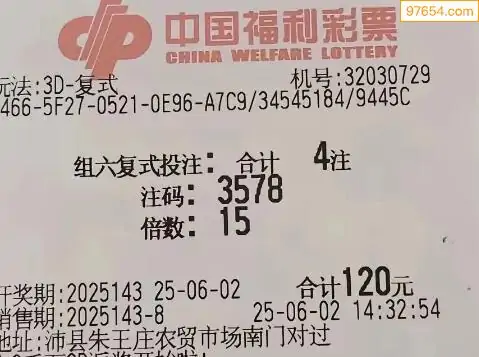 97654.com
中国福利彩票
CHINA WELFARE LOTTERY
玩法:3D-复式 机号:32030729
466-5F27-0521-0E96-A7C9/34545184/9445C
组六复式投注: 合计 4注
注码: 3578
倍数: 15
开奖期:2025143 25-06-02 合计120元
销售期:2025143-8 25-06-02 14:32:54
地址:沛县朱王庄农贸市场南门对过